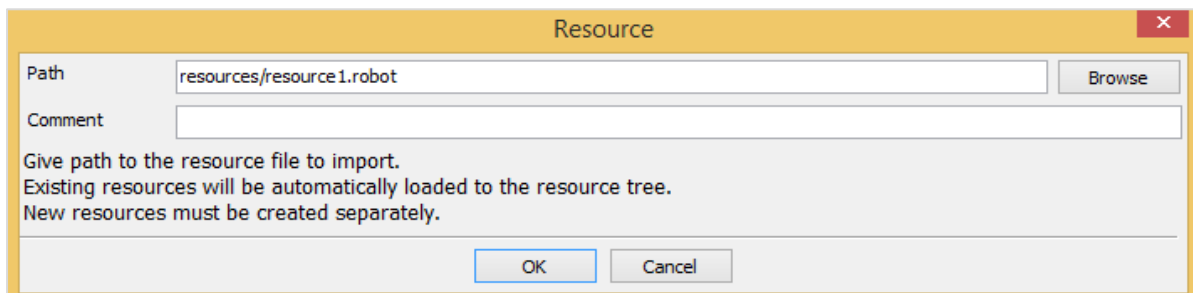 Resource
Path
resources/resource1.robot
Browse
Comment
Give path to the resource file to import.
Existing resources will be automatically loaded to the resource tree.
New resources must be created separately.
OK
Cancel